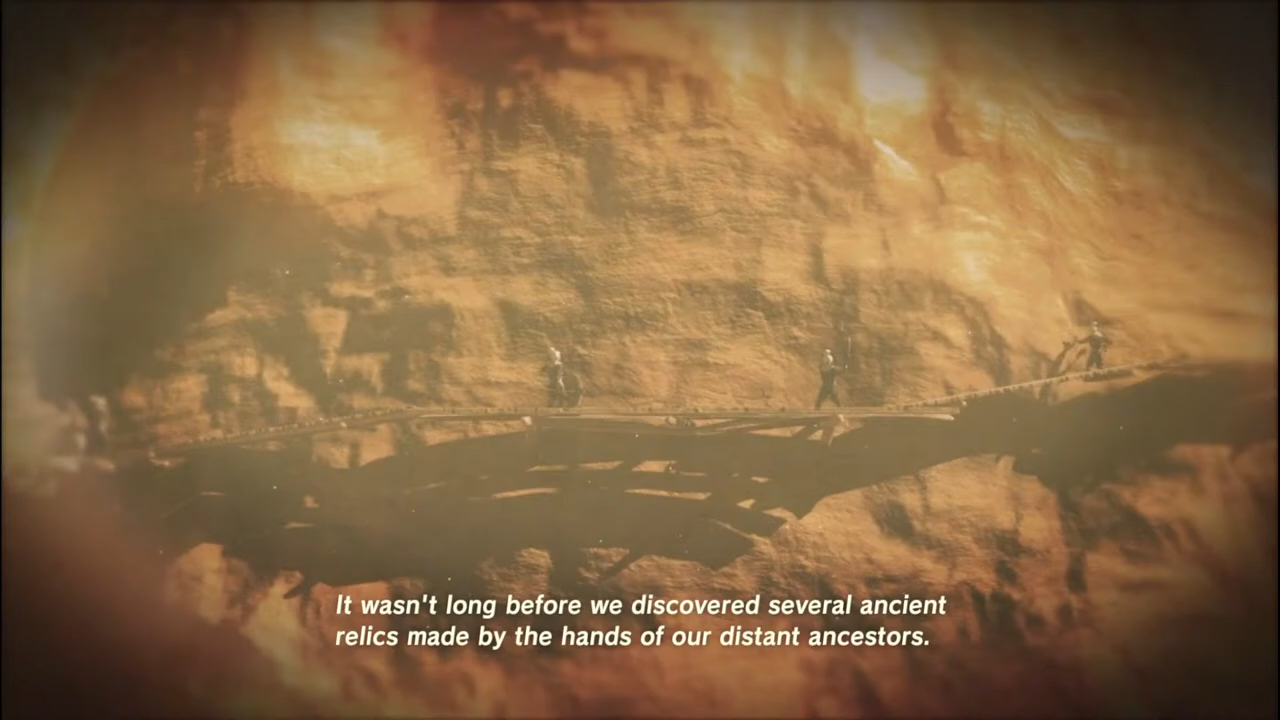 It wasn't long before we discovered several ancient
relics made by the hands of our distant ancestors.